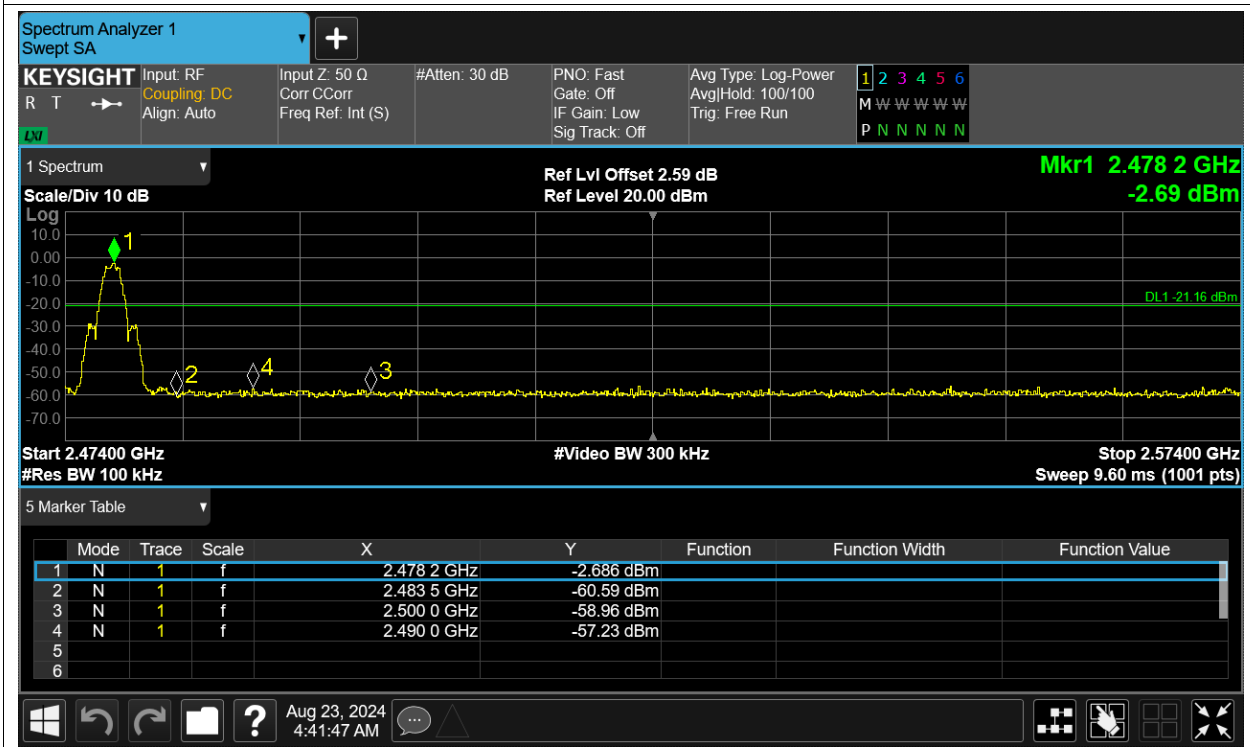 Spectrum Analyzer 1
Swept SA
+
KEYSIGHT Input: RF Input Z: 50 Ω #Atten: 30 dB PNO: Fast Avg Type: Log-Power 1 2 3 4 5 6
R T Coupling: DC Corr CCorr Gate: Off Avg|Hold: 100/100 M W W W W W
Align: Auto Freq Ref: Int (S) IF Gain: Low Trig: Free Run
LXI Sig Track: Off P N N N N N
1 Spectrum Ref Lvl Offset 2.59 dB Mkr1 2.478 2 GHz
Scale/Div 10 dB Ref Level 20.00 dBm -2.69 dBm
Log
10.0
1
0.00
-10.0
-20.0 DL1 -21.16 dBm
-30.0
-40.0
-50.0 2 4 3
-60.0
-70.0
Start 2.47400 GHz #Video BW 300 kHz Stop 2.57400 GHz
#Res BW 100 kHz Sweep 9.60 ms (1001 pts)
5 Marker Table
Mode Trace Scale X Y Function Function Width Function Value
1 N 1 f 2.478 2 GHz -2.686 dBm
2 N 1 f 2.483 5 GHz -60.59 dBm
3 N 1 f 2.500 0 GHz -58.96 dBm
4 N 1 f 2.490 0 GHz -57.23 dBm
5
6
? Aug 23, 2024
4:41:47 AM